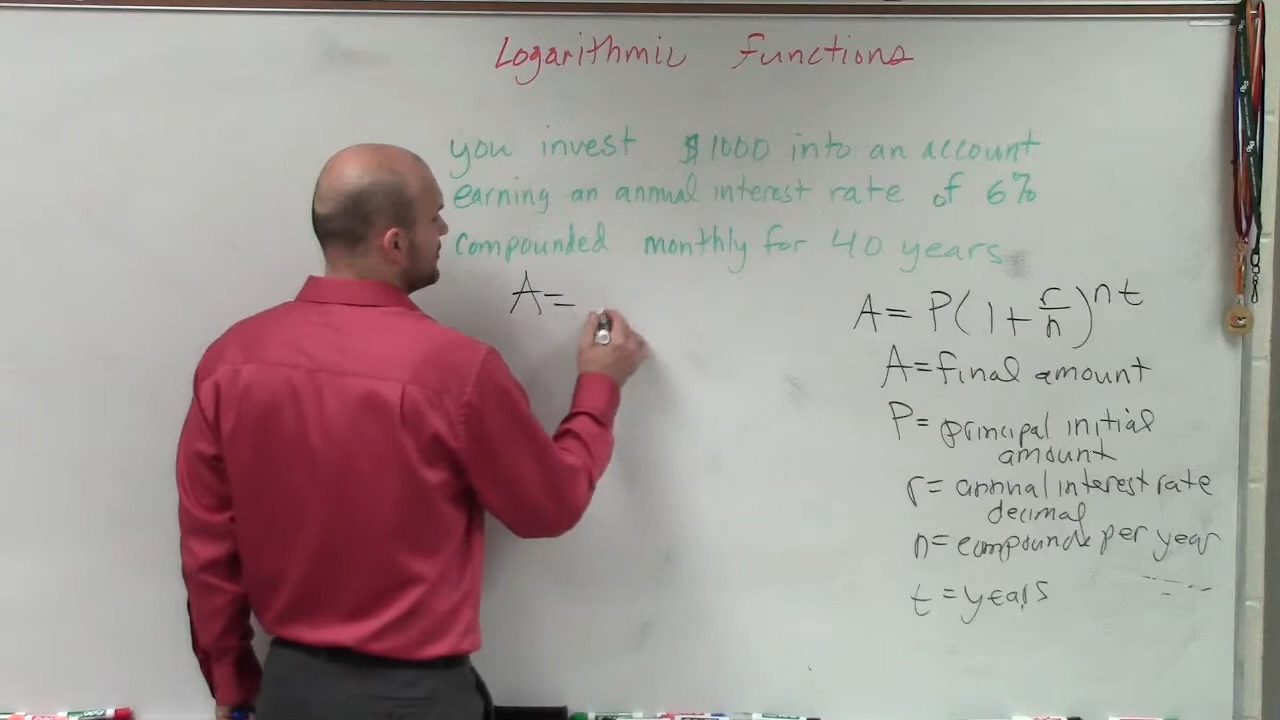 Logarithmic Functions
you invest $1000 into an account
earning an annual interest rate of 6%
compounded monthly for 40 years
A=
A= P(1+ r/n)^nt
A=final amount
P= principal initial
amount
r= annual interest rate
decimal
n= compounds per year
t = years